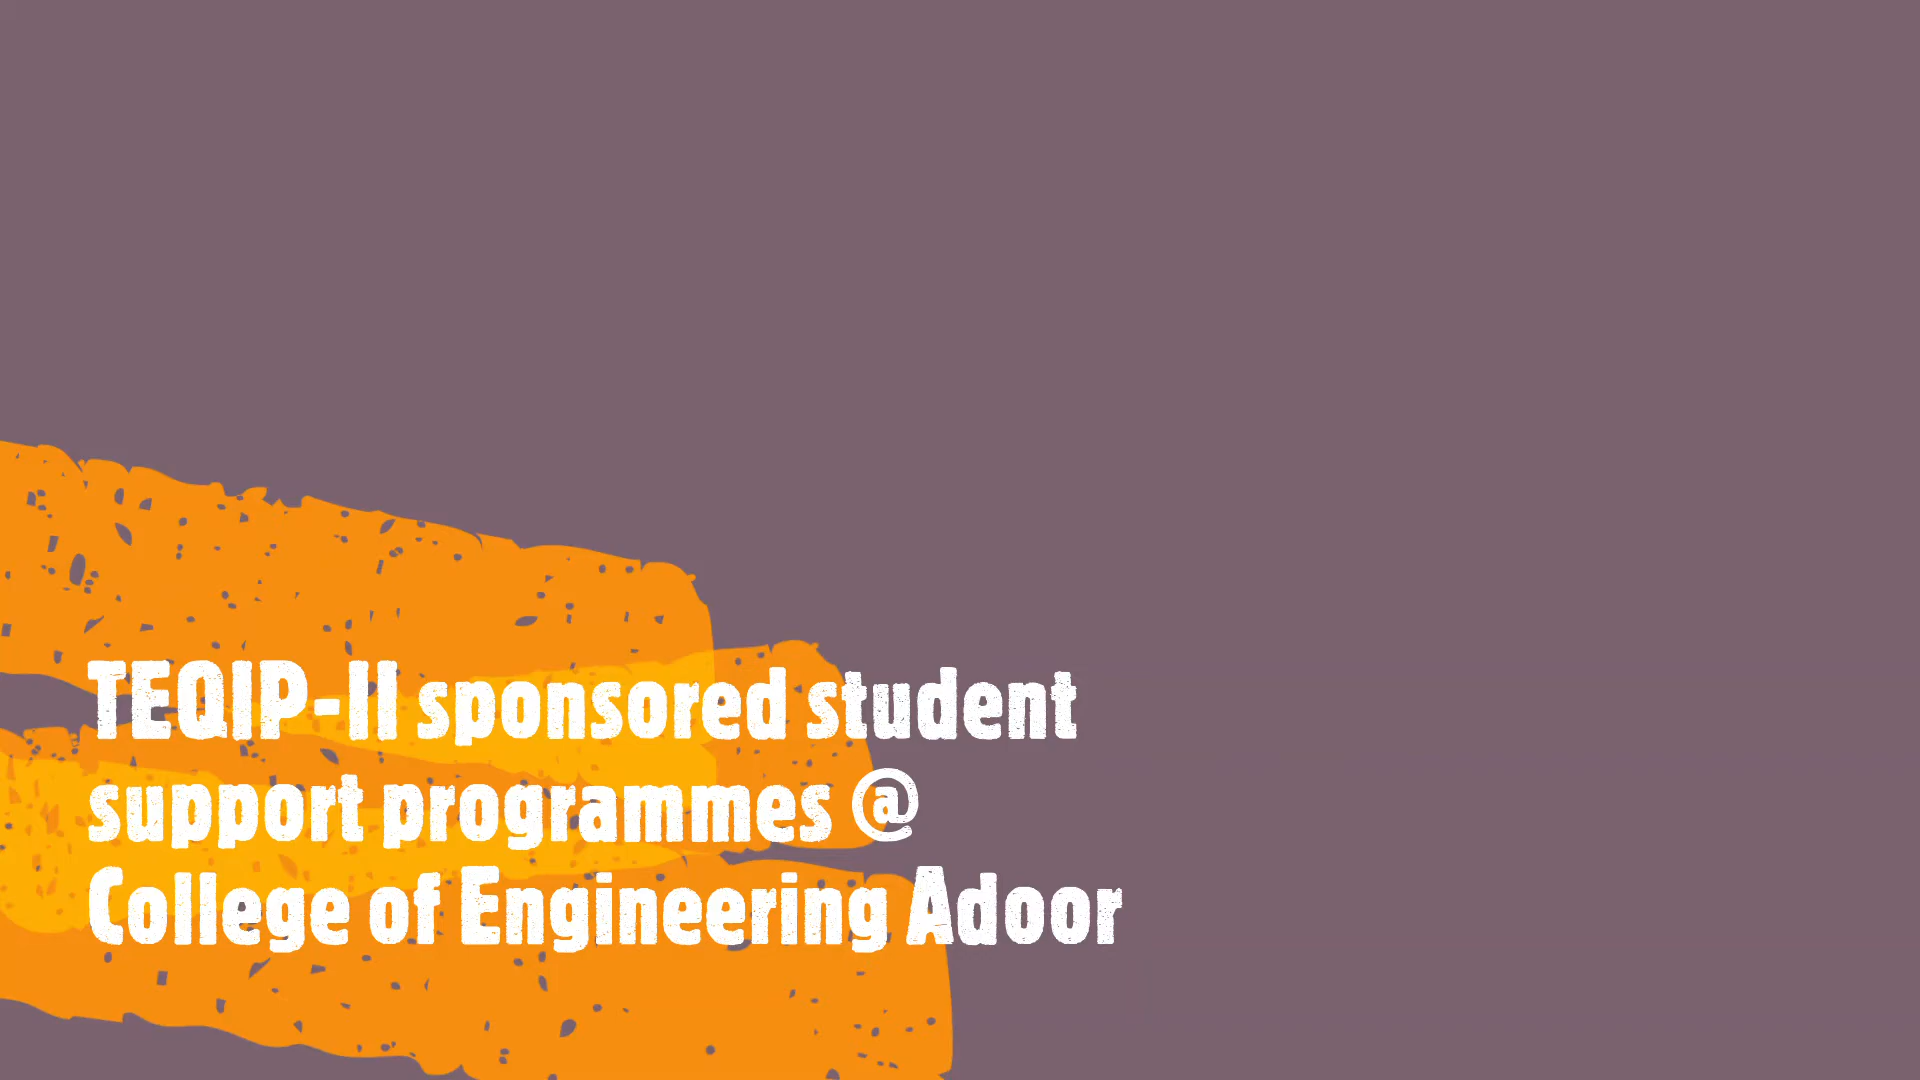 TEQIP-II sponsored student
support programmes @
College of Engineering Adoor